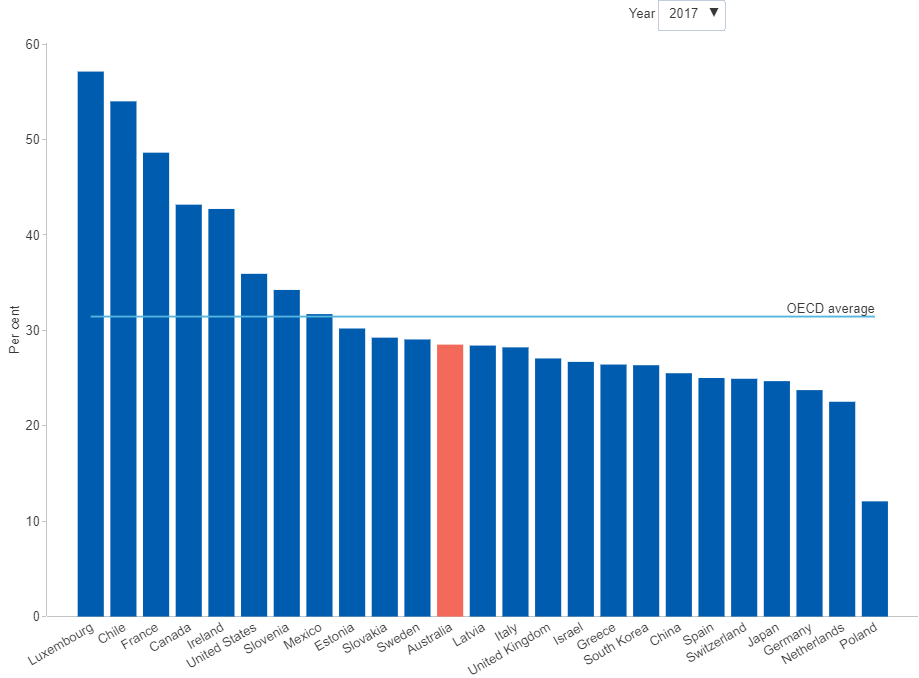 Year 2017 ▼
60
50
40
30
20
10
0
Per cent
OECD average
Luxembourg
Chile
France
Canada
Ireland
United States
Slovenia
Mexico
Estonia
Slovakia
Sweden
Australia
Latvia
Italy
United Kingdom
Israel
Greece
South Korea
China
Spain
Switzerland
Japan
Germany
Netherlands
Poland